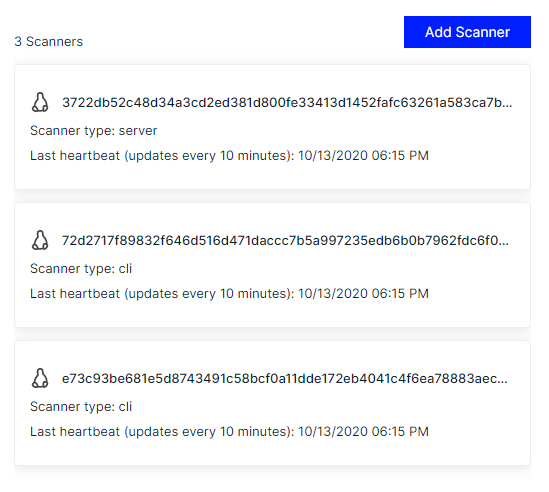 3 Scanners
Add Scanner
3722db52c48d34a3cd2ed381d800fe33413d1452fafc63261a583ca7b...
Scanner type: server
Last heartbeat (updates every 10 minutes): 10/13/2020 06:15 PM
72d2717f89832f646d516d471daccc7b5a997235edb6b0b7962fdc6f0...
Scanner type: cli
Last heartbeat (updates every 10 minutes): 10/13/2020 06:15 PM
e73c93be681e5d8743491c58bcf0a11dde172eb4041c4f6ea78883aec...
Scanner type: cli
Last heartbeat (updates every 10 minutes): 10/13/2020 06:15 PM